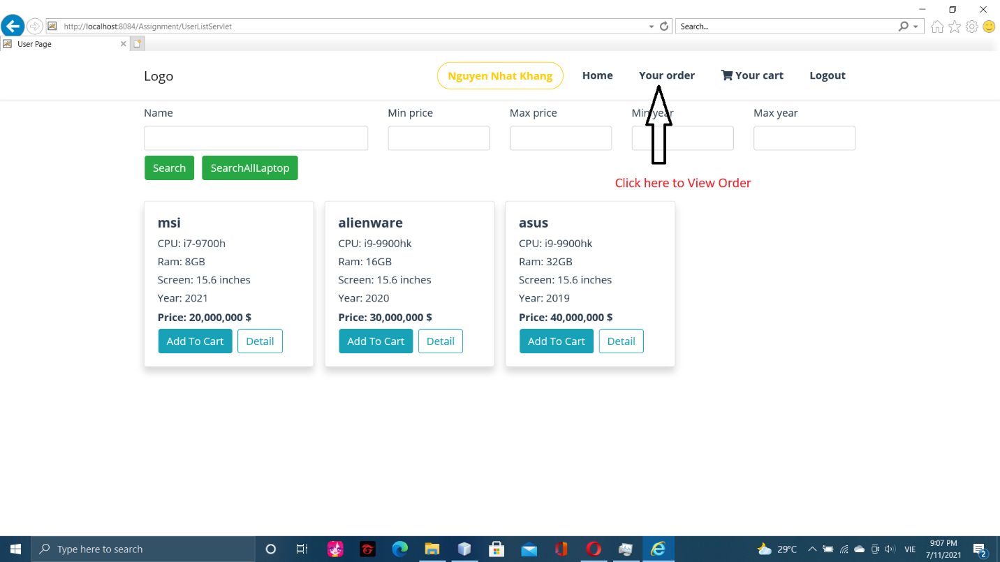 http://localhost:8084/Assignment/UserListServlet
Search...
User Page
Logo
Nguyen Nhat Khang
Home
Your order
Your cart
Logout
Name
Min price
Max price
Min year
Max year
Search
SearchAllLaptop
Click here to View Order
msi
CPU: i7-9700h
Ram: 8GB
Screen: 15.6 inches
Year: 2021
Price: 20,000,000 $
Add To Cart
Detail
alienware
CPU: i9-9900hk
Ram: 16GB
Screen: 15.6 inches
Year: 2020
Price: 30,000,000 $
Add To Cart
Detail
asus
CPU: i9-9900hk
Ram: 32GB
Screen: 15.6 inches
Year: 2019
Price: 40,000,000 $
Add To Cart
Detail
Type here to search
29°C
VIE
9:07 PM
7/11/2021
2